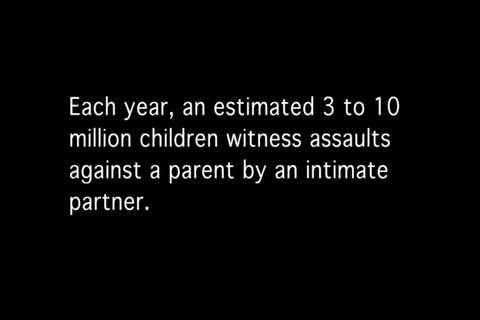 Each year, an estimated 3 to 10
million children witness assaults
against a parent by an intimate
partner.